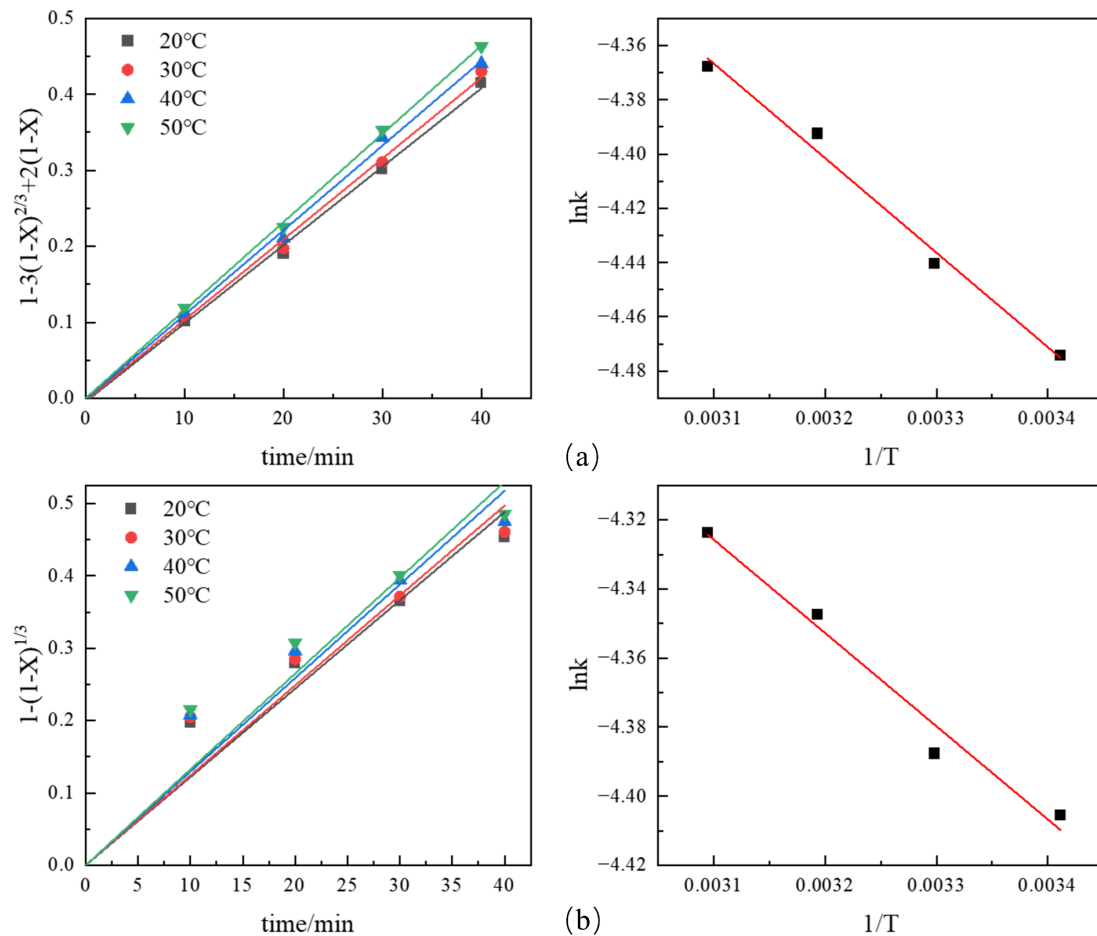 0.5
0.4
0.3
0.2
0.1
0.0
1-3(1-X)^{2/3}+2(1-X)
20°C
30°C
40°C
50°C
0
10
20
30
40
time/min
−4.36
−4.38
−4.40
−4.42
−4.44
−4.46
−4.48
lnk
0.0031
0.0032
0.0033
0.0034
1/T
(a)
0.5
0.4
0.3
0.2
0.1
0.0
1-(1-X)^{1/3}
20°C
30°C
40°C
50°C
0
5
10
15
20
25
30
35
40
time/min
−4.32
−4.34
−4.36
−4.38
−4.40
−4.42
lnk
0.0031
0.0032
0.0033
0.0034
1/T
(b)